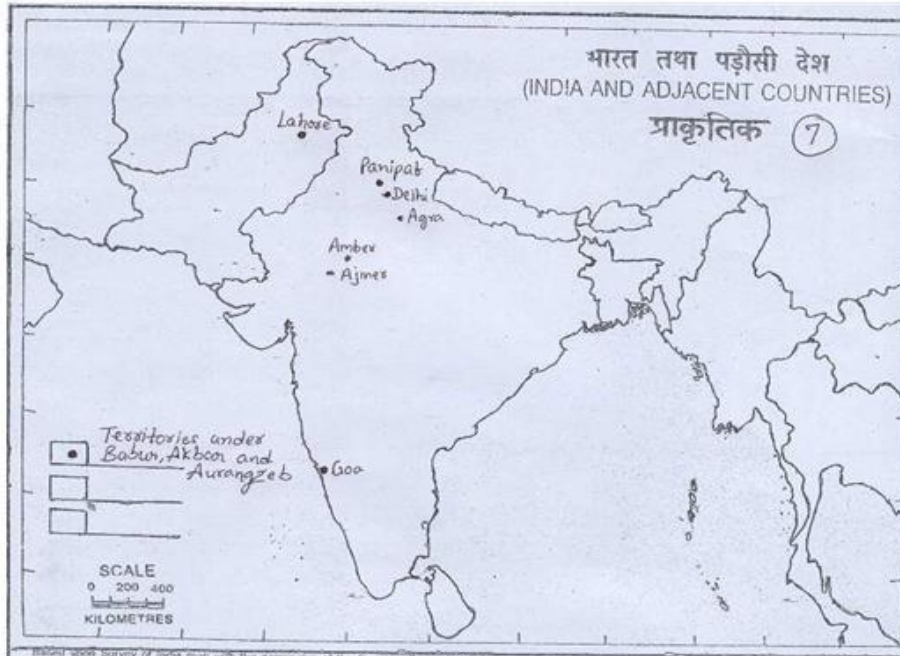 भारत तथा पड़ौसी देश
(INDIA AND ADJACENT COUNTRIES)
प्राकृतिक 7
Lahore
Panipat
Delhi
Agra
Amber
Ajmer
Territories under
Babur, Akbar and
Aurangzeb
Goa
SCALE
0 200 400
KILOMETRES